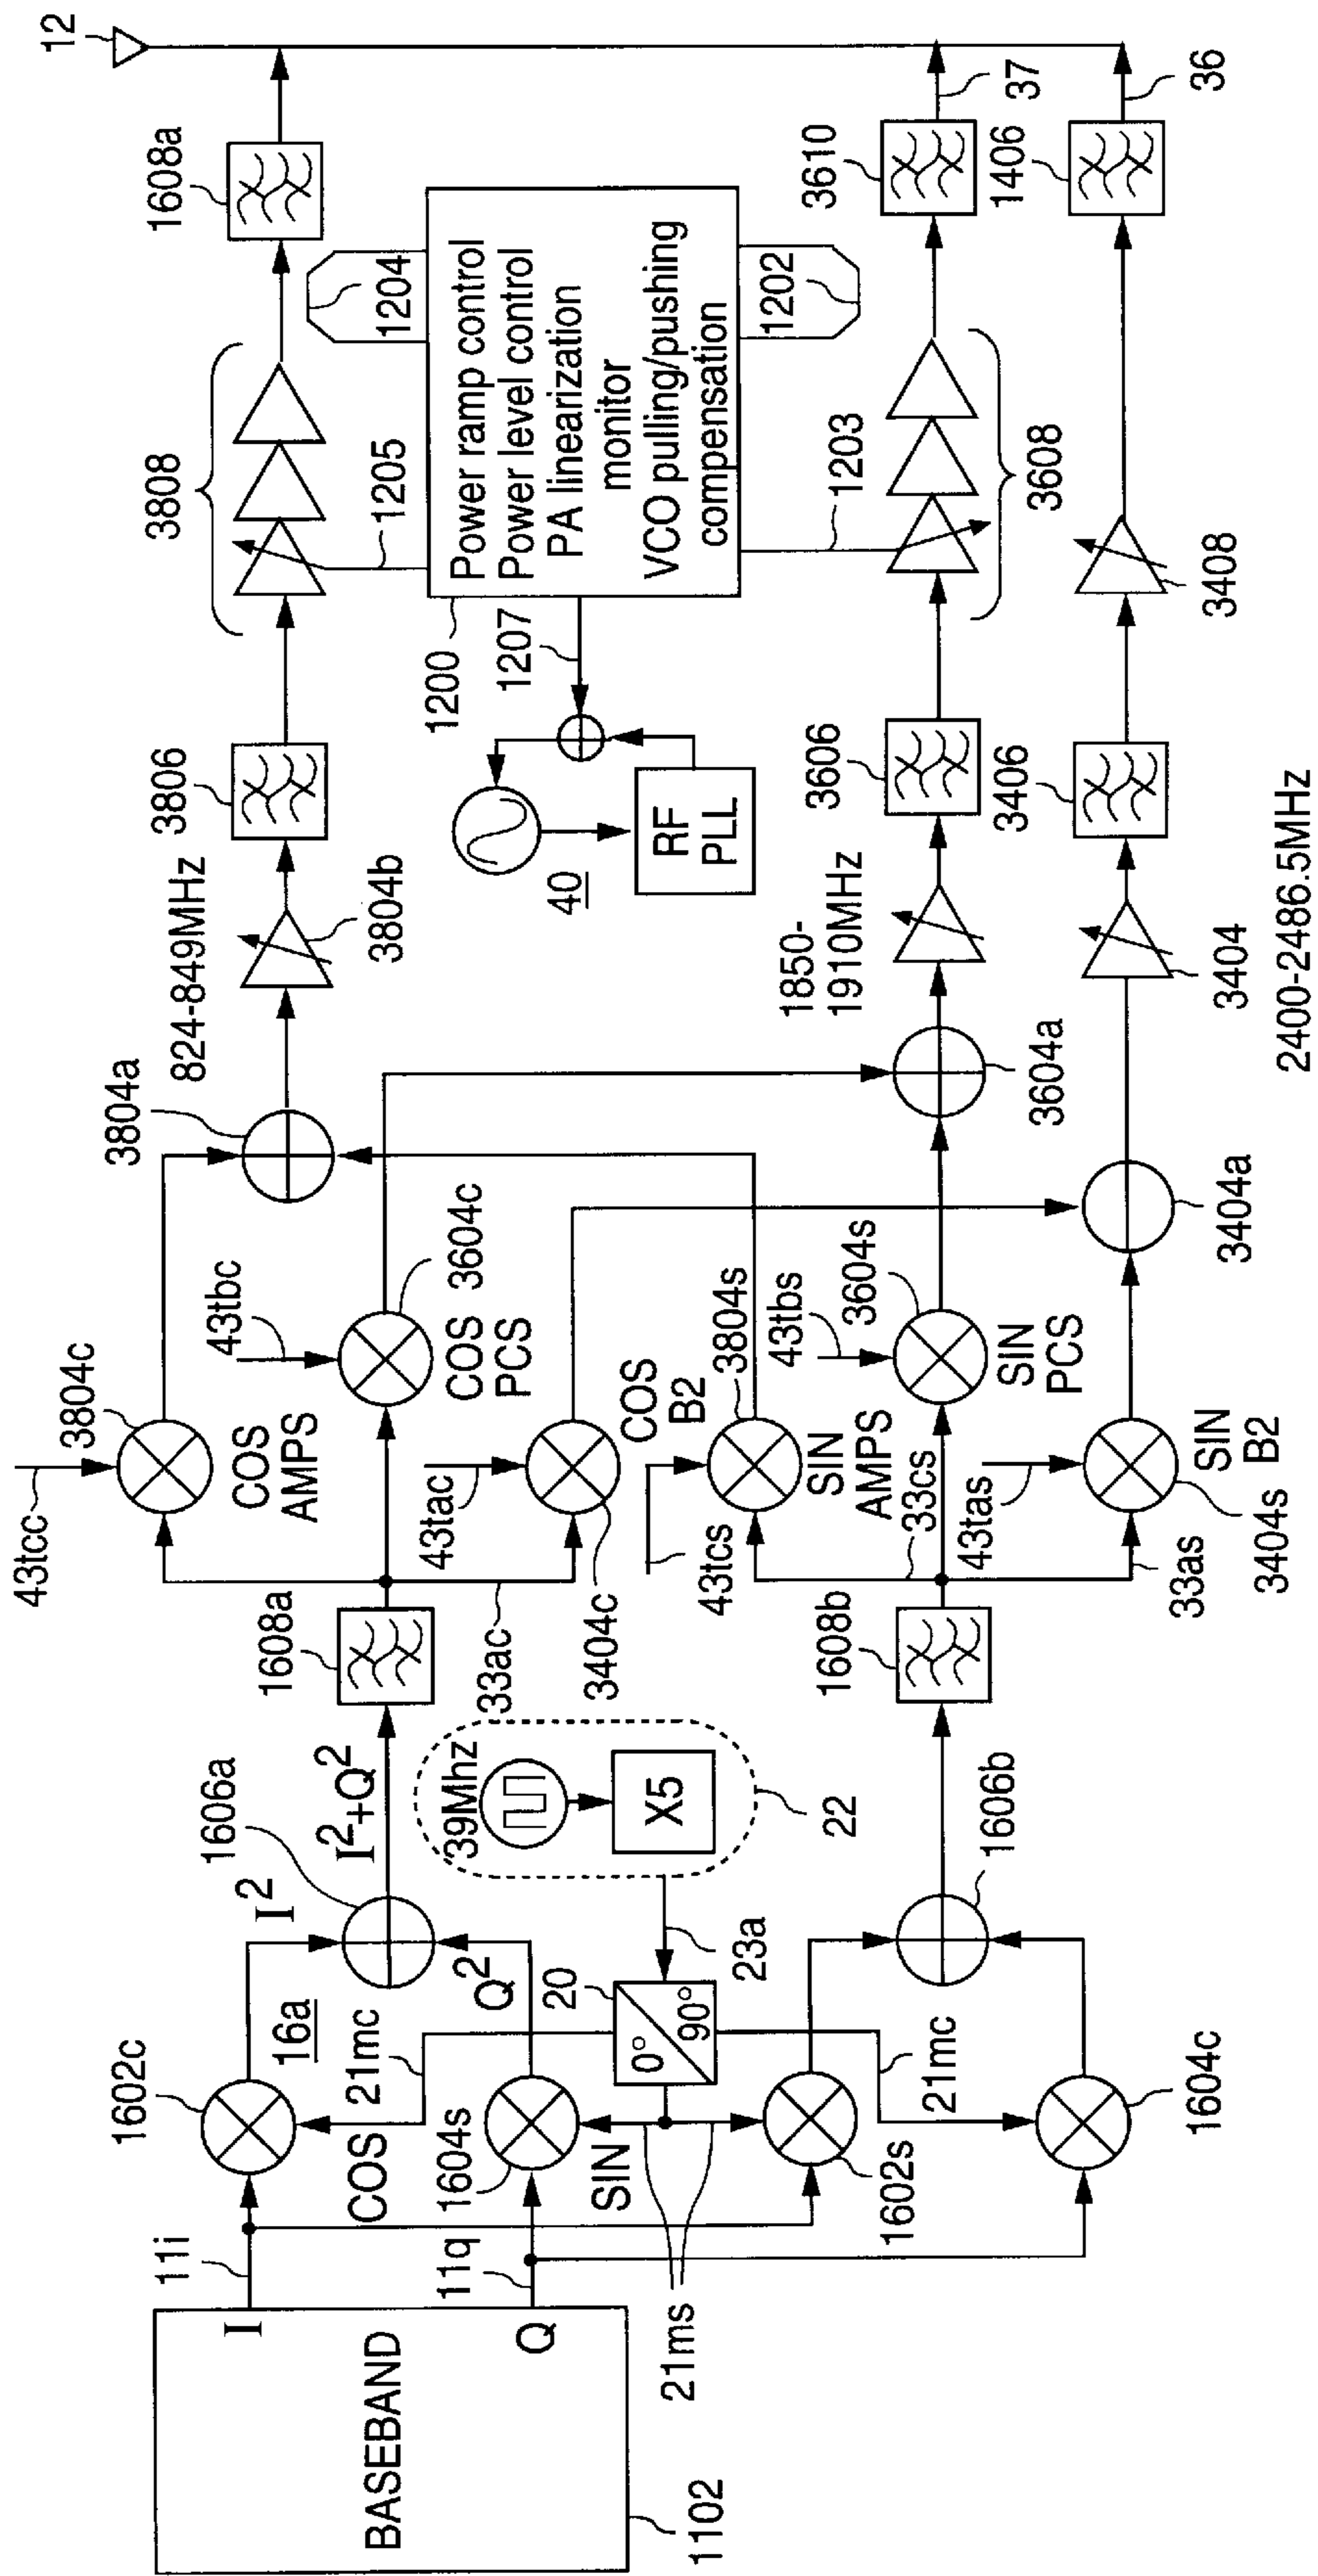 12
1608a
3808
1205
1204
3610
37
1406
36
Power ramp control
Power level control
PA linearization
monitor
VCO pulling/pushing
compensation
1202
1203
3608
3408
1200
1207
3806
824-849MHz
3804b
40
RF
PLL
3606
3406
1850-
1910MHz
3404
2400-2486.5MHz
3804a
3604a
3404a
43tcc
3804c
COS
AMPS
43tbc
3604c
COS
PCS
43tac
3404c
COS
B2
3804s
43tcs
SIN
AMPS
43tbs
3604s
SIN
PCS
33cs
43tas
SIN
B2
3404s
33as
1608a
33ac
1608b
1606a
I2
I2+Q2
Q2
39Mhz
X5
22
23a
1606b
1602c
16a
21mc
COS
20
0°
90°
1604s
SIN
21mc
1602s
1604c
11i
11q
21ms
I
Q
BASEBAND
1102